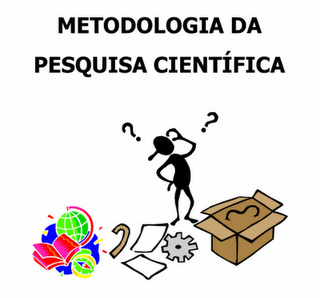 METODOLOGIA DA
PESQUISA CIENTÍFICA
? ?